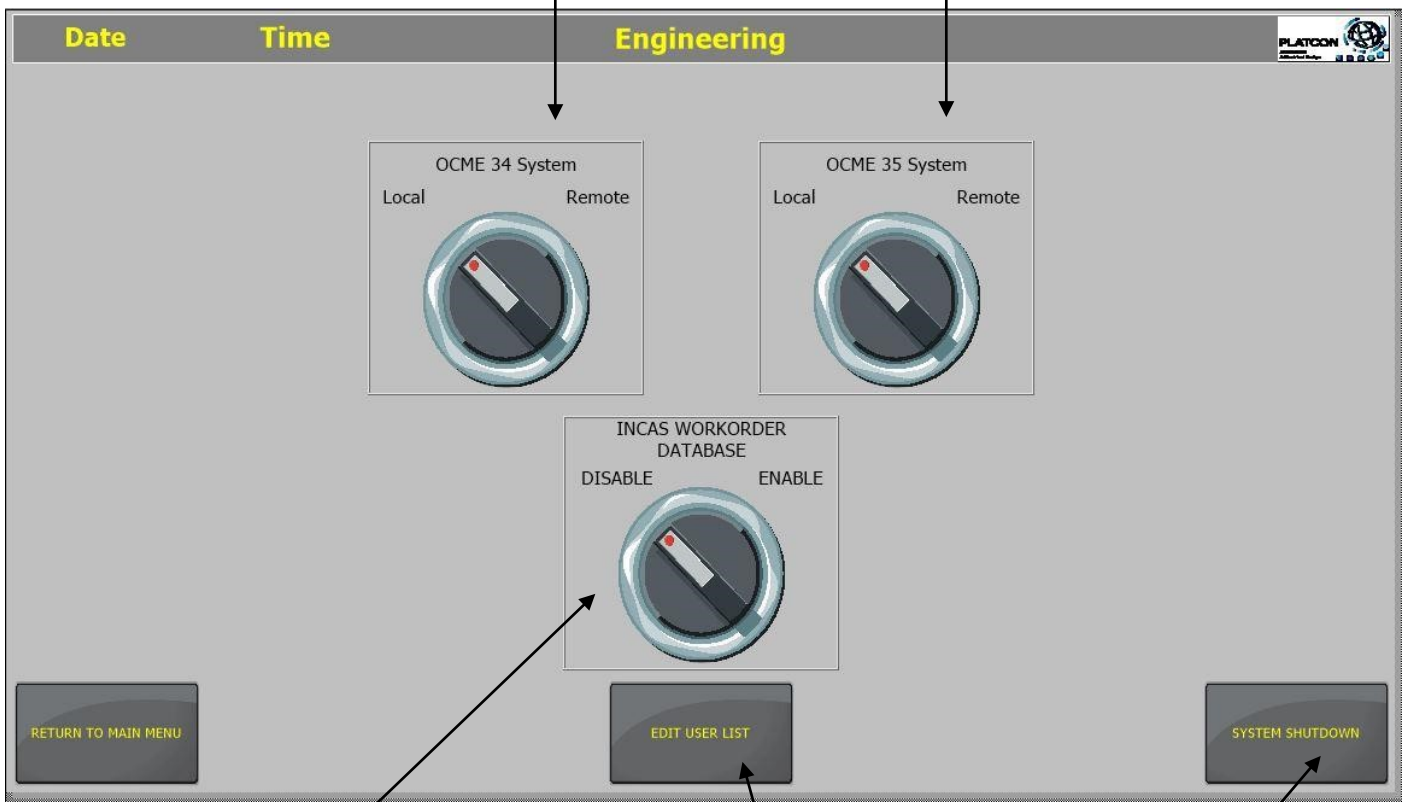 Date Time Engineering
PLATCON
OCME 34 System
Local Remote
OCME 35 System
Local Remote
INCAS WORKORDER
DATABASE
DISABLE ENABLE
RETURN TO MAIN MENU
EDIT USER LIST
SYSTEM SHUTDOWN